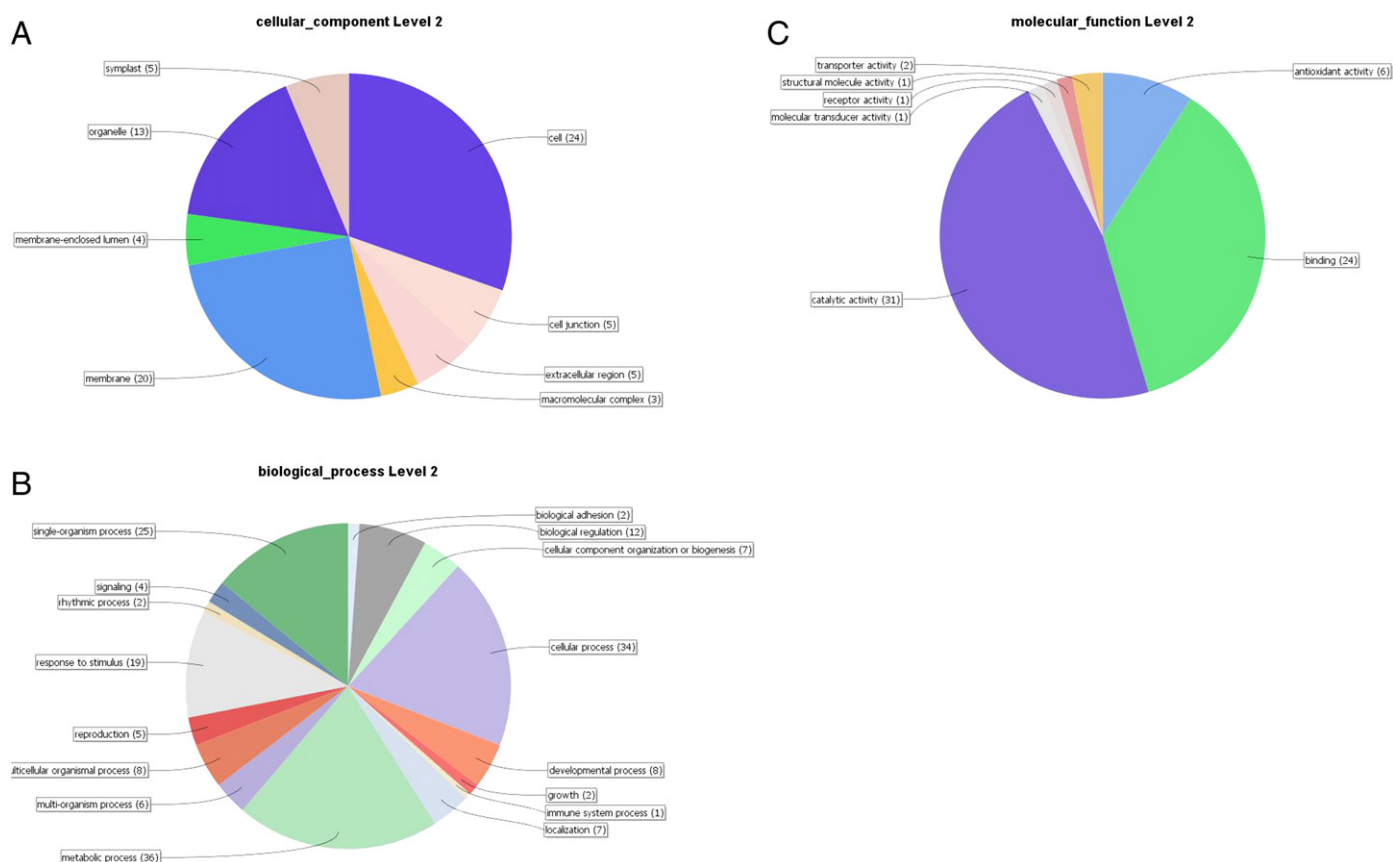 A
cellular_component Level 2
symplast (5)
organelle (13)
cell (24)
membrane-enclosed lumen (4)
cell junction (5)
membrane (20)
extracellular region (5)
macromolecular complex (3)
C
molecular_function Level 2
transporter activity (2)
structural molecule activity (1)
receptor activity (1)
molecular transducer activity (1)
antioxidant activity (6)
binding (24)
catalytic activity (31)
B
biological_process Level 2
biological adhesion (2)
single-organism process (25)
biological regulation (12)
cellular component organization or biogenesis (7)
signaling (4)
rhythmic process (2)
cellular process (34)
response to stimulus (19)
reproduction (5)
ulticellular organismal process (8)
developmental process (8)
growth (2)
multi-organism process (6)
immune system process (1)
localization (7)
metabolic process (36)